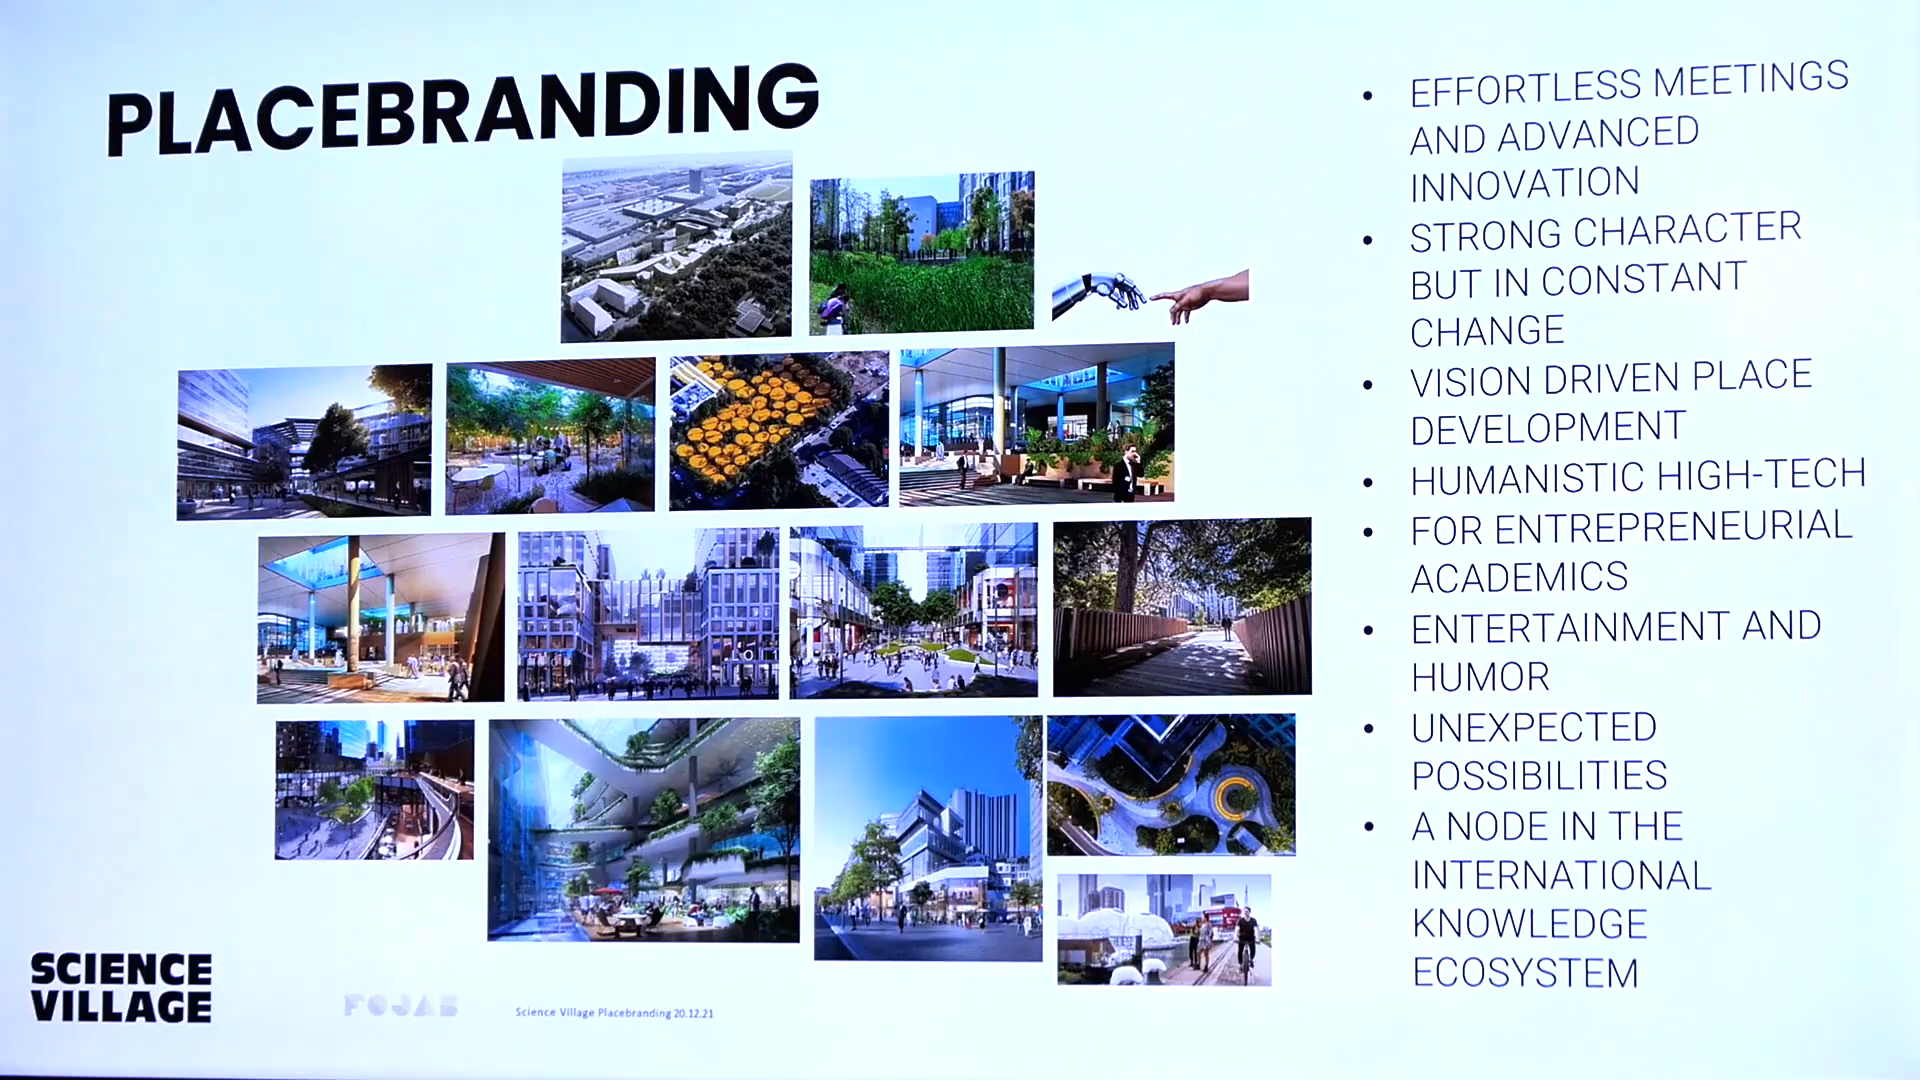 PLACEBRANDING
• EFFORTLESS MEETINGS
AND ADVANCED
INNOVATION
• STRONG CHARACTER
BUT IN CONSTANT
CHANGE
• VISION DRIVEN PLACE
DEVELOPMENT
• HUMANISTIC HIGH-TECH
• FOR ENTREPRENEURIAL
ACADEMICS
• ENTERTAINMENT AND
HUMOR
• UNEXPECTED
POSSIBILITIES
• A NODE IN THE
INTERNATIONAL
KNOWLEDGE
ECOSYSTEM
SCIENCE
VILLAGE
FOJAB
Science Village Placebranding 20.12.21